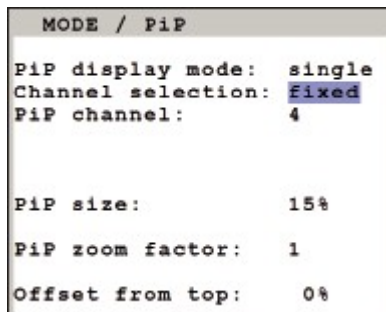 MODE / PiP
PiP display mode: single
Channel selection: fixed
PiP channel: 4
PiP size: 15%
PiP zoom factor: 1
Offset from top: 0%